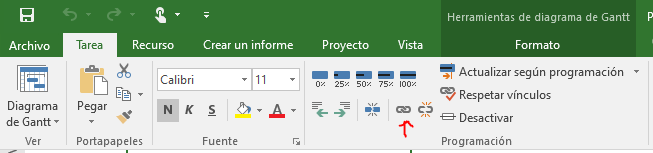 Herramientas de diagrama de Gantt P
Archivo Tarea Recurso Crear un informe Proyecto Vista Formato
Calibri 11
0% 25% 50% 75% 100%
Actualizar según programación
Diagrama de Gantt
Pegar
N K S A
Respetar vínculos
Desactivar
Ver Portapapeles Fuente Programación